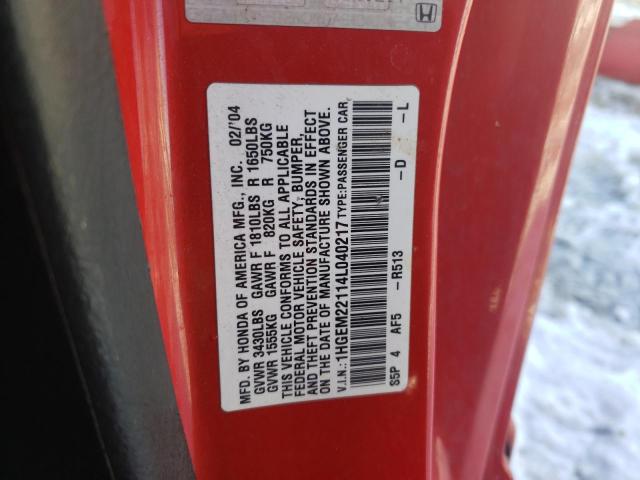 MFD. BY HONDA OF AMERICA MFG., INC. 02/'04
GVWR 3430LBS GAWR F 1810LBS R 1650LBS
GVWR 1555KG GAWR F 820KG R 750KG
THIS VEHICLE CONFORMS TO ALL APPLICABLE
FEDERAL MOTOR VEHICLE SAFETY, BUMPER,
AND THEFT PREVENTION STANDARDS IN EFFECT
ON THE DATE OF MANUFACTURE SHOWN ABOVE.
V.I.N.:1HGEM22114L040217 TYPE:PASSENGER CAR
S5P 4 AF5 -R513 -D -L